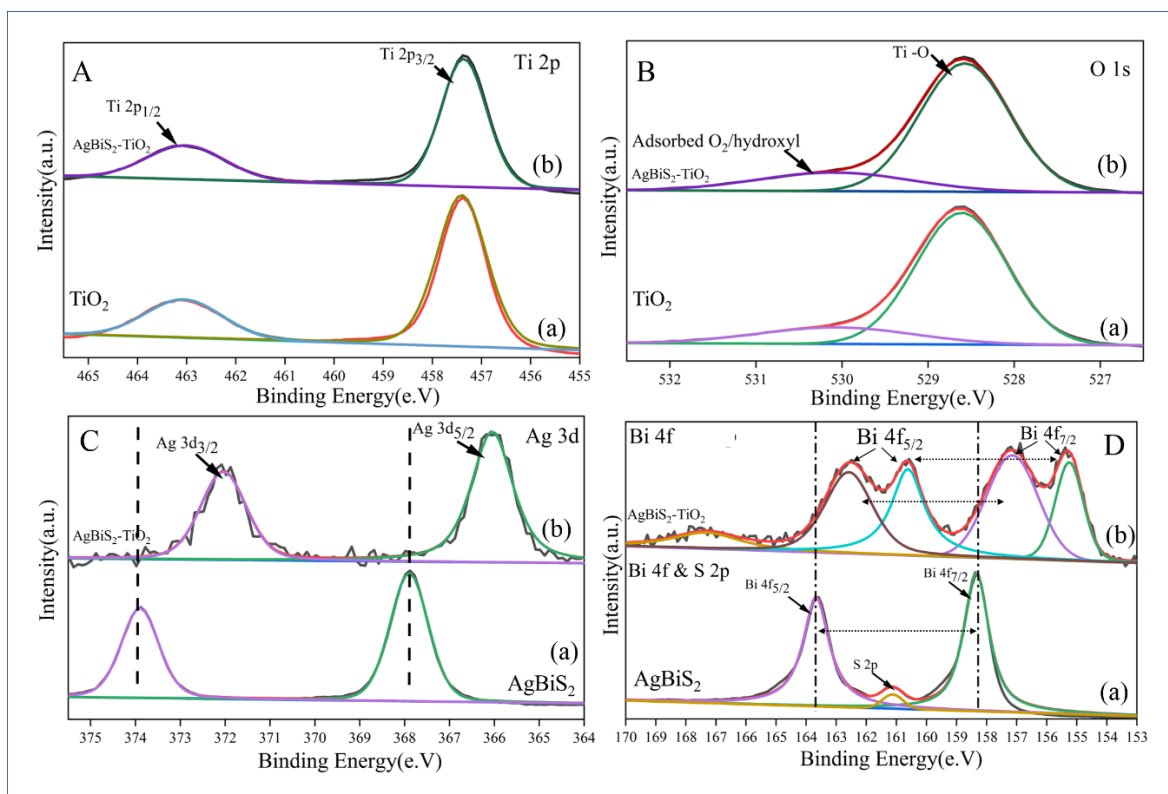 A
Ti 2p
Ti 2p3/2
Ti 2p1/2
AgBiS2-TiO2
(b)
TiO2
(a)
Intensity(a.u.)
465 464 463 462 461 460 459 458 457 456 455
Binding Energy(e.V)
B
O 1s
Ti -O
Adsorbed O2/hydroxyl
AgBiS2-TiO2
(b)
TiO2
(a)
Intensity(a.u.)
532 531 530 529 528 527
Binding Energy(e.V)
C
Ag 3d
Ag 3d3/2
Ag 3d5/2
AgBiS2-TiO2
(b)
(a)
AgBiS2
Intensity(a.u.)
375 374 373 372 371 370 369 368 367 366 365 364
Binding Energy(e.V)
Bi 4f
D
Bi 4f5/2
Bi 4f7/2
AgBiS2-TiO2
(b)
Bi 4f & S 2p
Bi 4f5/2
Bi 4f7/2
S 2p
AgBiS2
(a)
Intensity(a.u.)
170 169 168 167 166 165 164 163 162 161 160 159 158 157 156 155 154 153
Binding Energy(e.V)